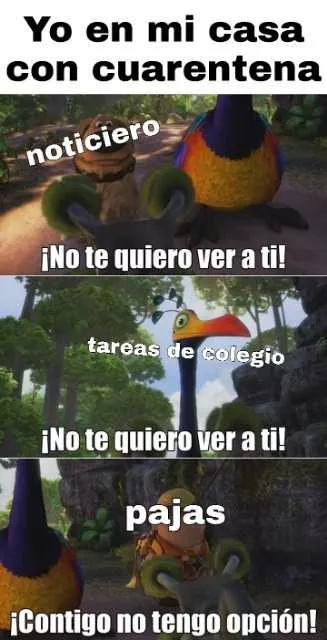 Yo en mi casa
con cuarentena
noticiero
¡No te quiero ver a ti!
tareas de colegio
¡No te quiero ver a ti!
pajas
¡Contigo no tengo opción!